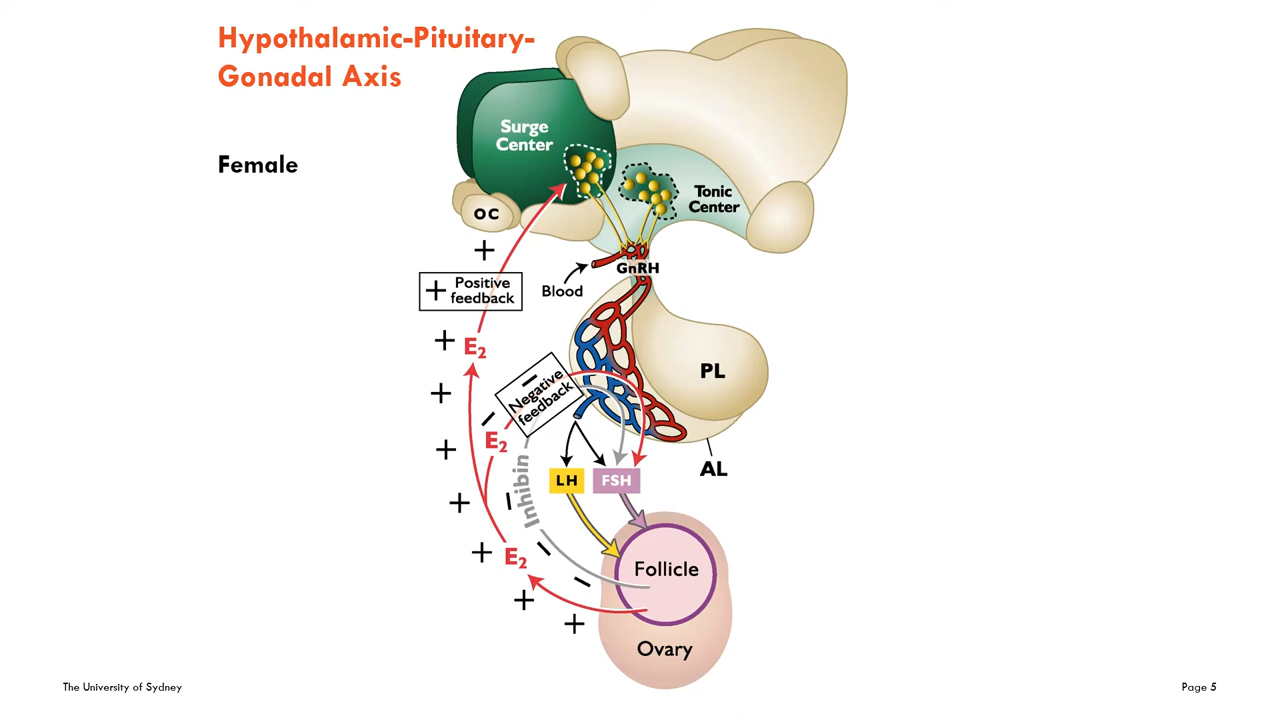 Hypothalamic-Pituitary-
Gonadal Axis
Female
Surge
Center
Tonic
Center
OC
+
GnRH
Blood
+ Positive
feedback
+
E₂
PL
−
Negative
feedback
+
−
E₂
+
AL
Inhibin
LH
FSH
−
+
E₂
+
−
Follicle
−
+
+
Ovary
The University of Sydney
Page 5